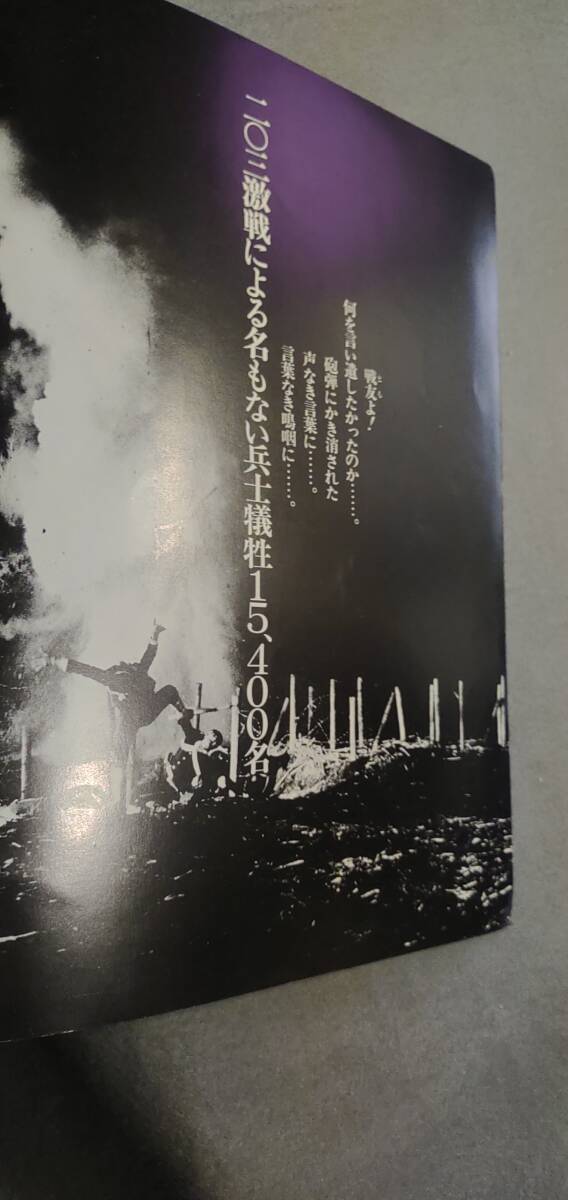 戦友よ！
何を言い遺したかったのか……。
砲弾にかき消された
声なき言葉に……。
言葉なき嗚咽に……。
二〇三激戦による名もない兵士犠牲15、400名